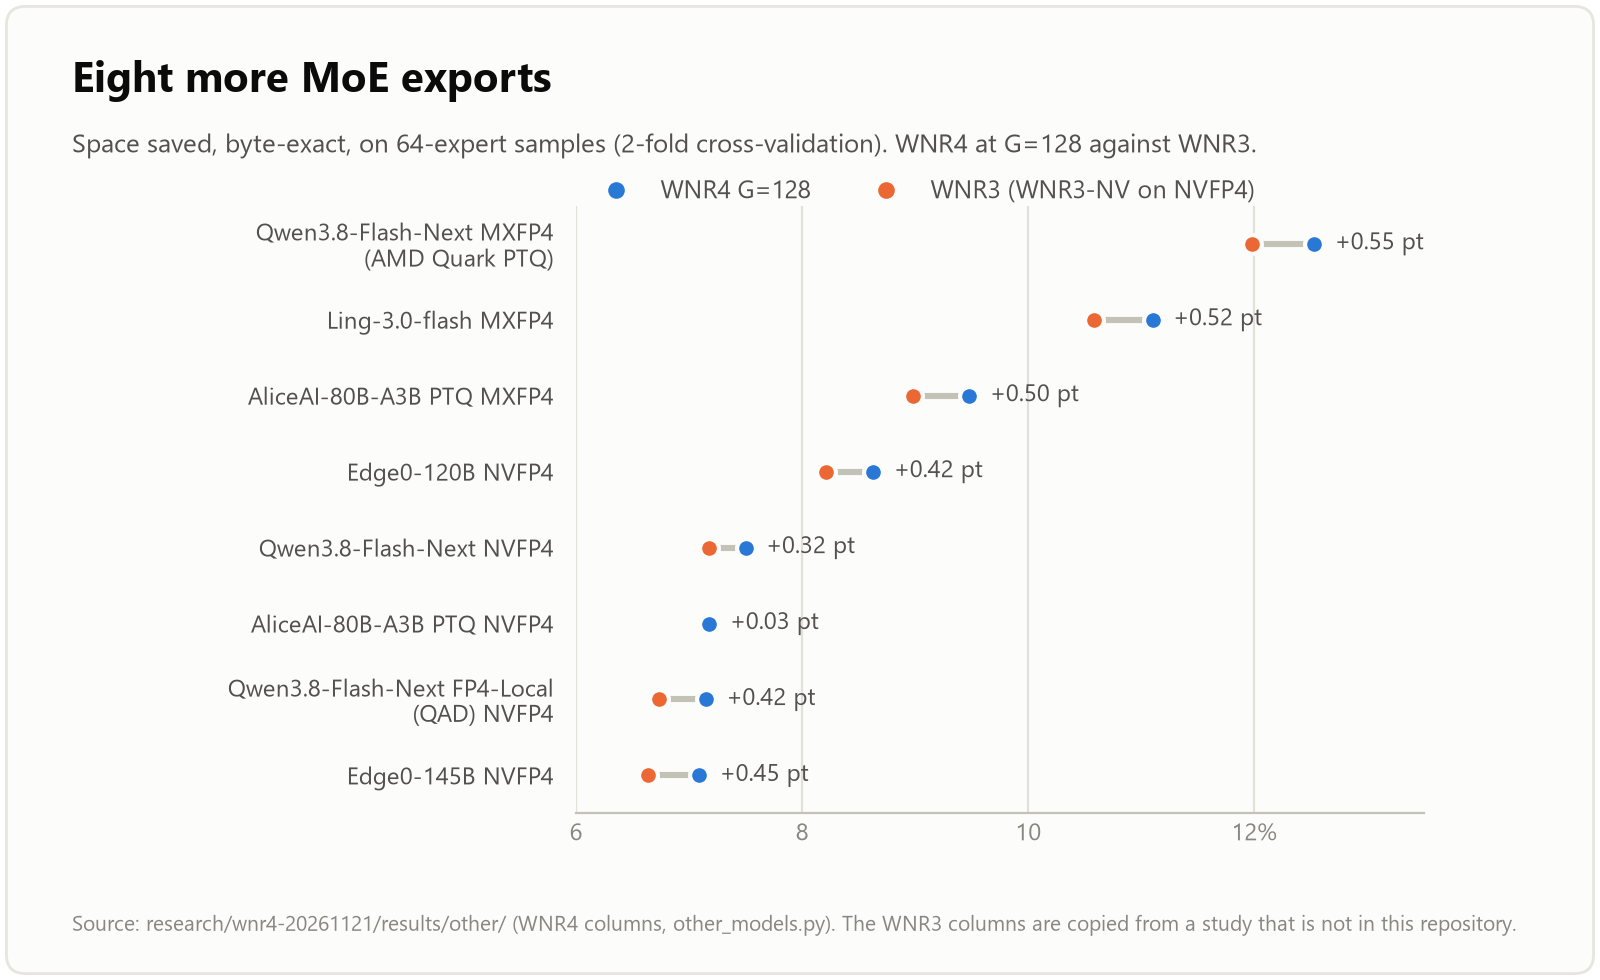 Eight more MoE exports
Space saved, byte-exact, on 64-expert samples (2-fold cross-validation). WNR4 at G=128 against WNR3.
WNR4 G=128 WNR3 (WNR3-NV on NVFP4)
Qwen3.8-Flash-Next MXFP4
(AMD Quark PTQ)
+0.55 pt
Ling-3.0-flash MXFP4
+0.52 pt
AliceAI-80B-A3B PTQ MXFP4
+0.50 pt
Edge0-120B NVFP4
+0.42 pt
Qwen3.8-Flash-Next NVFP4
+0.32 pt
AliceAI-80B-A3B PTQ NVFP4
+0.03 pt
Qwen3.8-Flash-Next FP4-Local
(QAD) NVFP4
+0.42 pt
Edge0-145B NVFP4
+0.45 pt
6 8 10 12%
Source: research/wnr4-20261121/results/other/ (WNR4 columns, other_models.py). The WNR3 columns are copied from a study that is not in this repository.